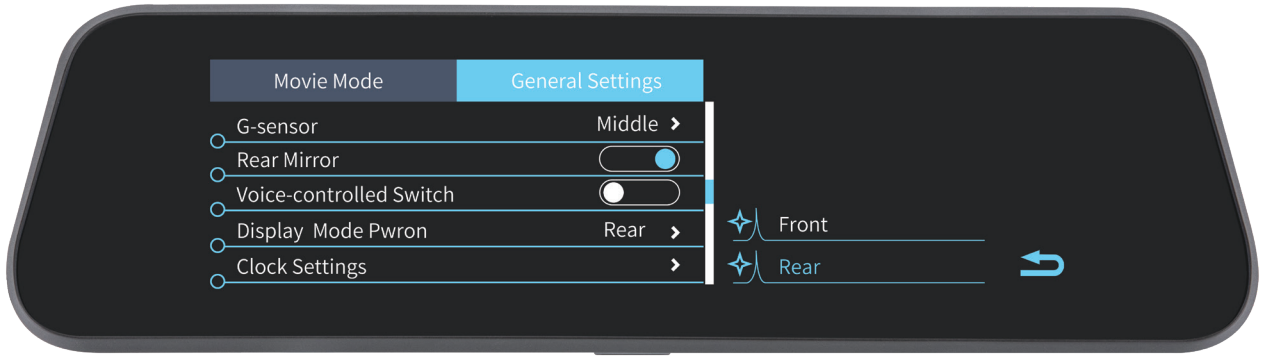 Movie Mode
General Settings
G-sensor Middle
Rear Mirror
Voice-controlled Switch
Display Mode Pwron Rear
Clock Settings
Front
Rear